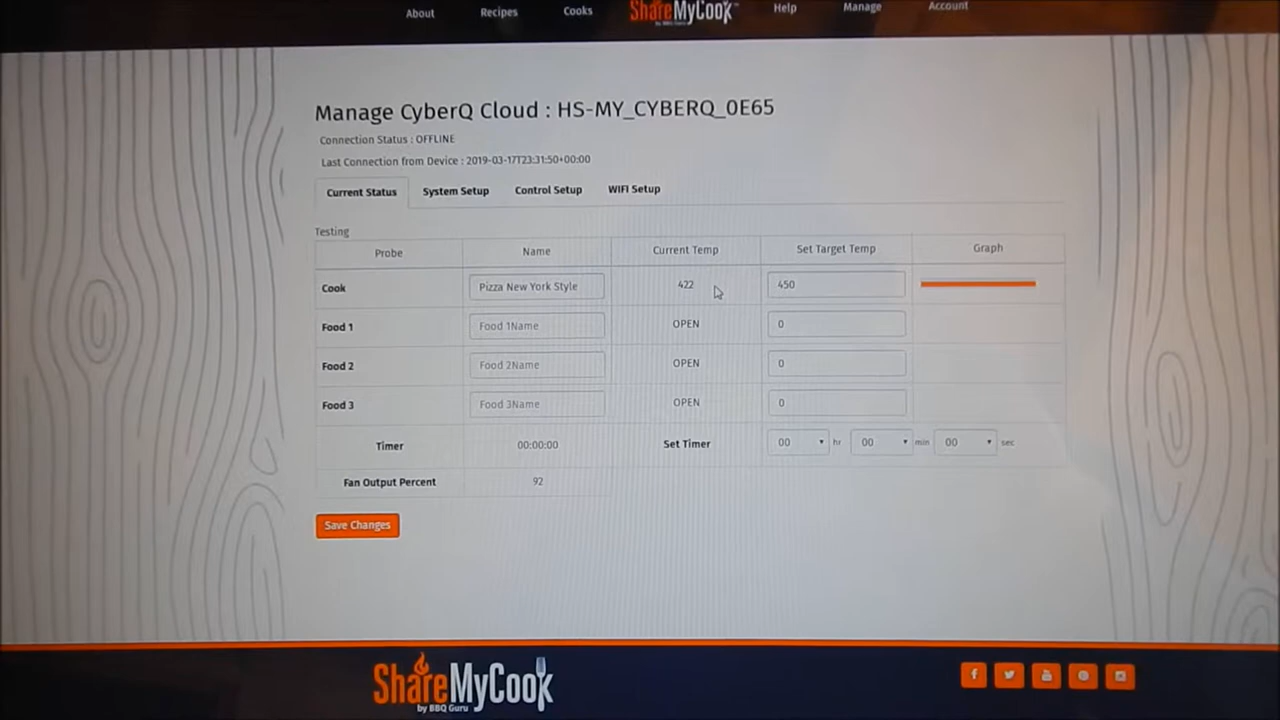 About Recipes Cooks ShareMyCook Help Manage Account
by BBQ Guru
Manage CyberQ Cloud : HS-MY_CYBERQ_0E65
Connection Status : OFFLINE
Last Connection from Device : 2019-03-17T23:31:50+00:00
Current Status System Setup Control Setup WIFI Setup
Testing
Probe Name Current Temp Set Target Temp Graph
Cook Pizza New York Style 422 450
Food 1 Food 1Name OPEN 0
Food 2 Food 2Name OPEN 0
Food 3 Food 3Name OPEN 0
Timer 00:00:00 Set Timer 00 hr 00 min 00 sec
Fan Output Percent 92
Save Changes
ShareMyCook
by BBQ Guru